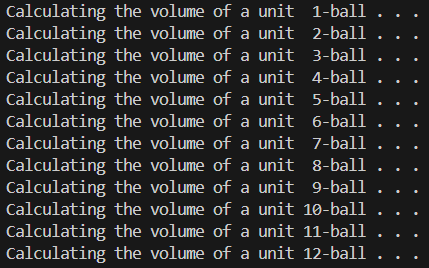 Calculating the volume of a unit  1-ball . . .
Calculating the volume of a unit  2-ball . . .
Calculating the volume of a unit  3-ball . . .
Calculating the volume of a unit  4-ball . . .
Calculating the volume of a unit  5-ball . . .
Calculating the volume of a unit  6-ball . . .
Calculating the volume of a unit  7-ball . . .
Calculating the volume of a unit  8-ball . . .
Calculating the volume of a unit  9-ball . . .
Calculating the volume of a unit 10-ball . . .
Calculating the volume of a unit 11-ball . . .
Calculating the volume of a unit 12-ball . . .